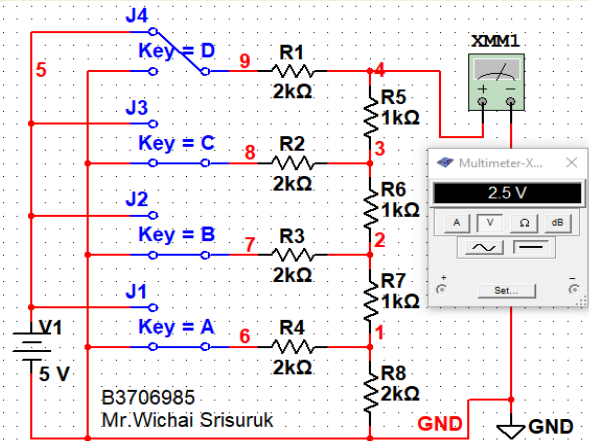 J4
XMM1
Key = D
9
R1
5
4
2kΩ
R5
1kΩ
J3
Key = C
8
R2
3
2kΩ
Multimeter-X...
2.5 V
R6
1kΩ
A
V
Ω
dB
J2
Key = B
7
R3
2
2kΩ
R7
1kΩ
Set...
J1
V1
Key = A
6
R4
1
2kΩ
5 V
R8
2kΩ
B3706985
Mr.Wichai Srisuruk
GND
GND